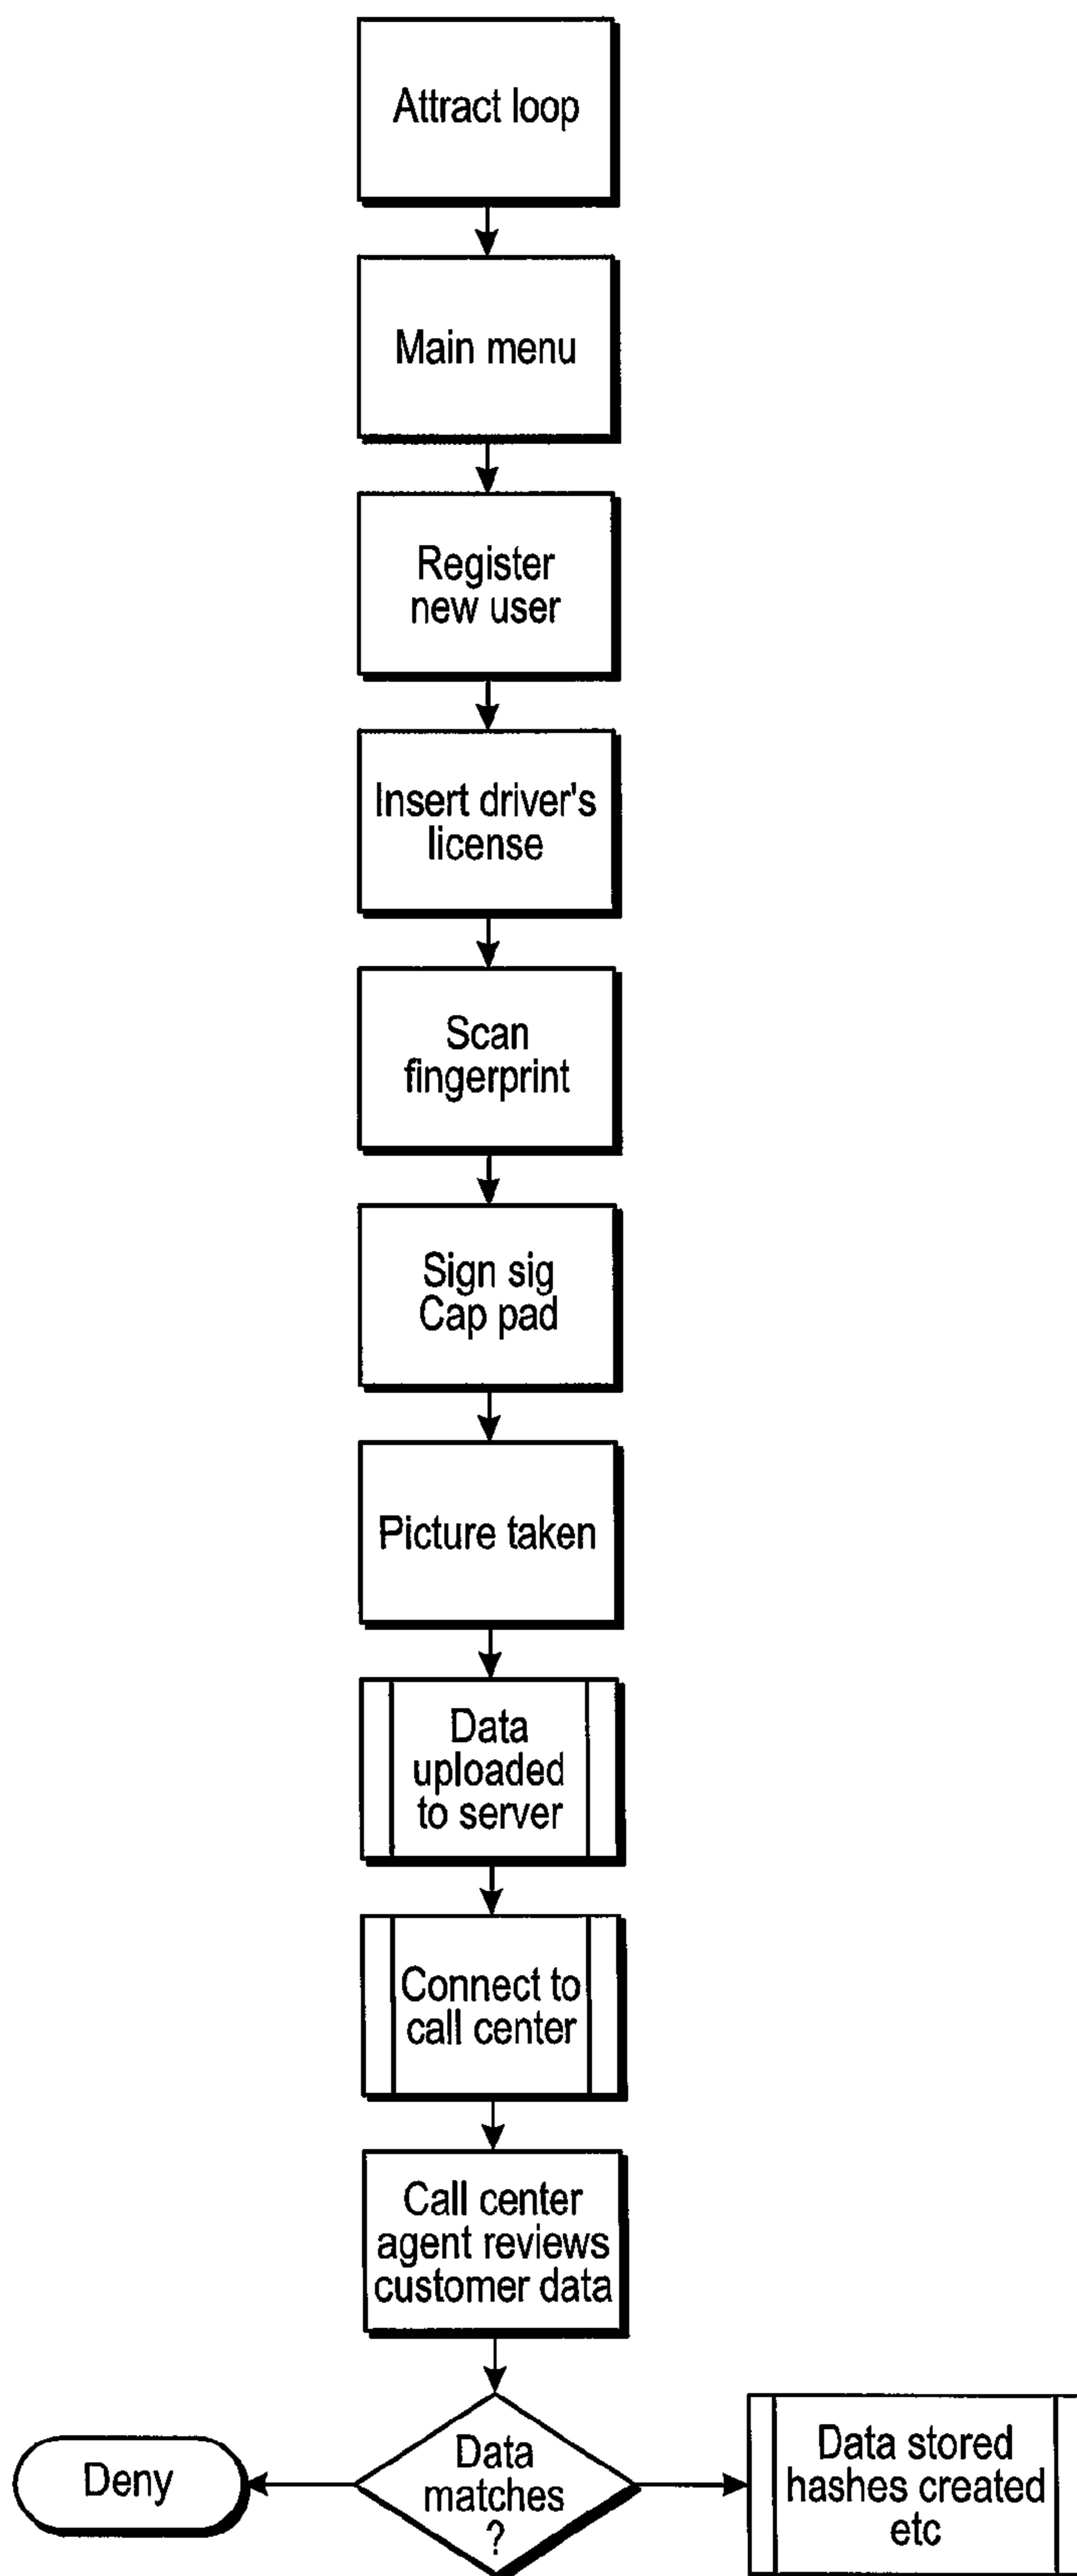 Attract loop
Main menu
Register
new user
Insert driver's
license
Scan
fingerprint
Sign sig
Cap pad
Picture taken
Data
uploaded
to server
Connect to
call center
Call center
agent reviews
customer data
Deny
Data
matches
?
Data stored
hashes created
etc